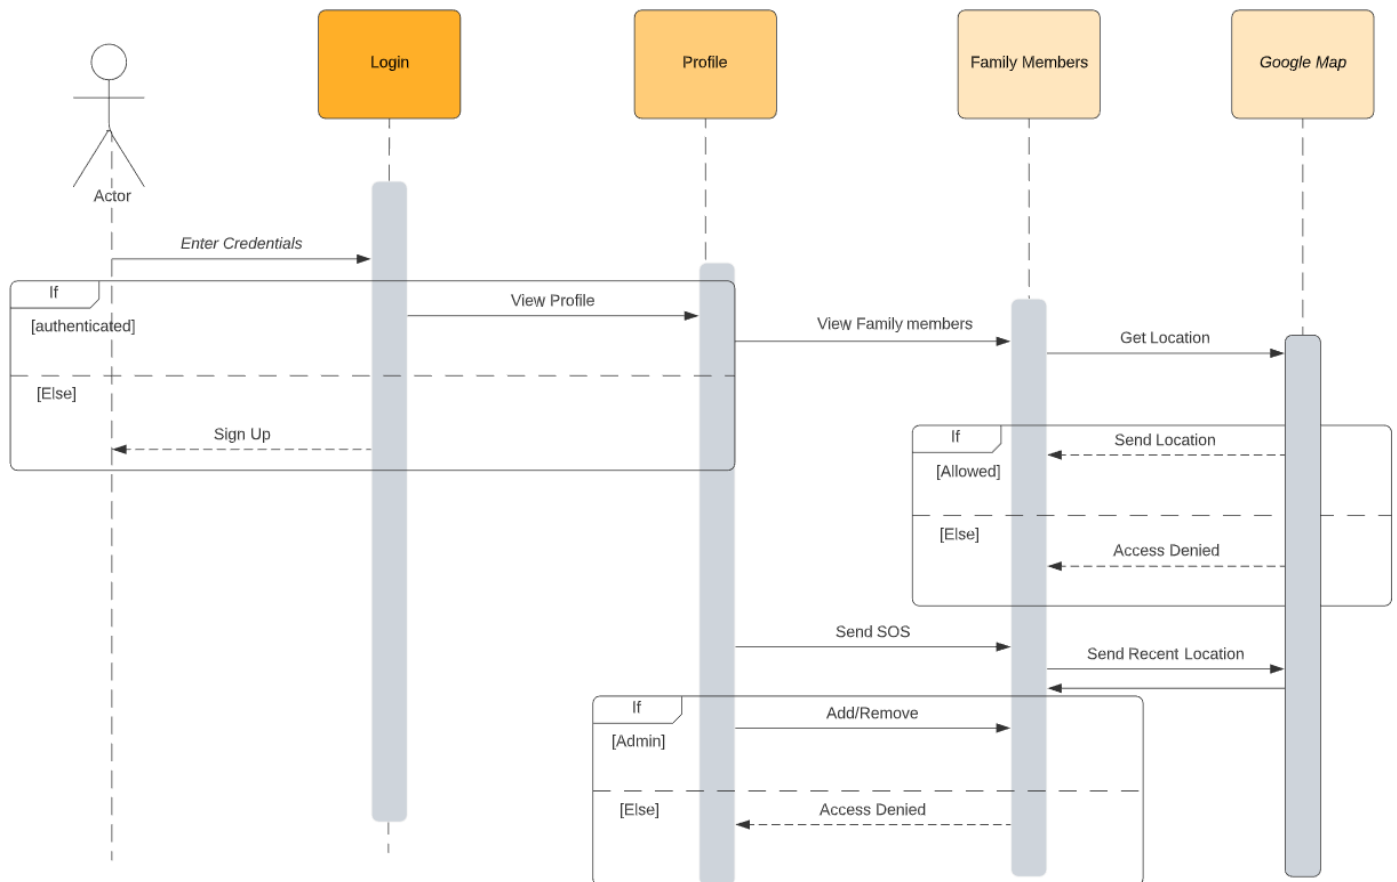 Login
Profile
Family Members
Google Map
Actor
Enter Credentials
If
View Profile
[authenticated]
View Family members
Get Location
[Else]
Sign Up
If
Send Location
[Allowed]
[Else]
Access Denied
Send SOS
Send Recent Location
If
Add/Remove
[Admin]
[Else]
Access Denied